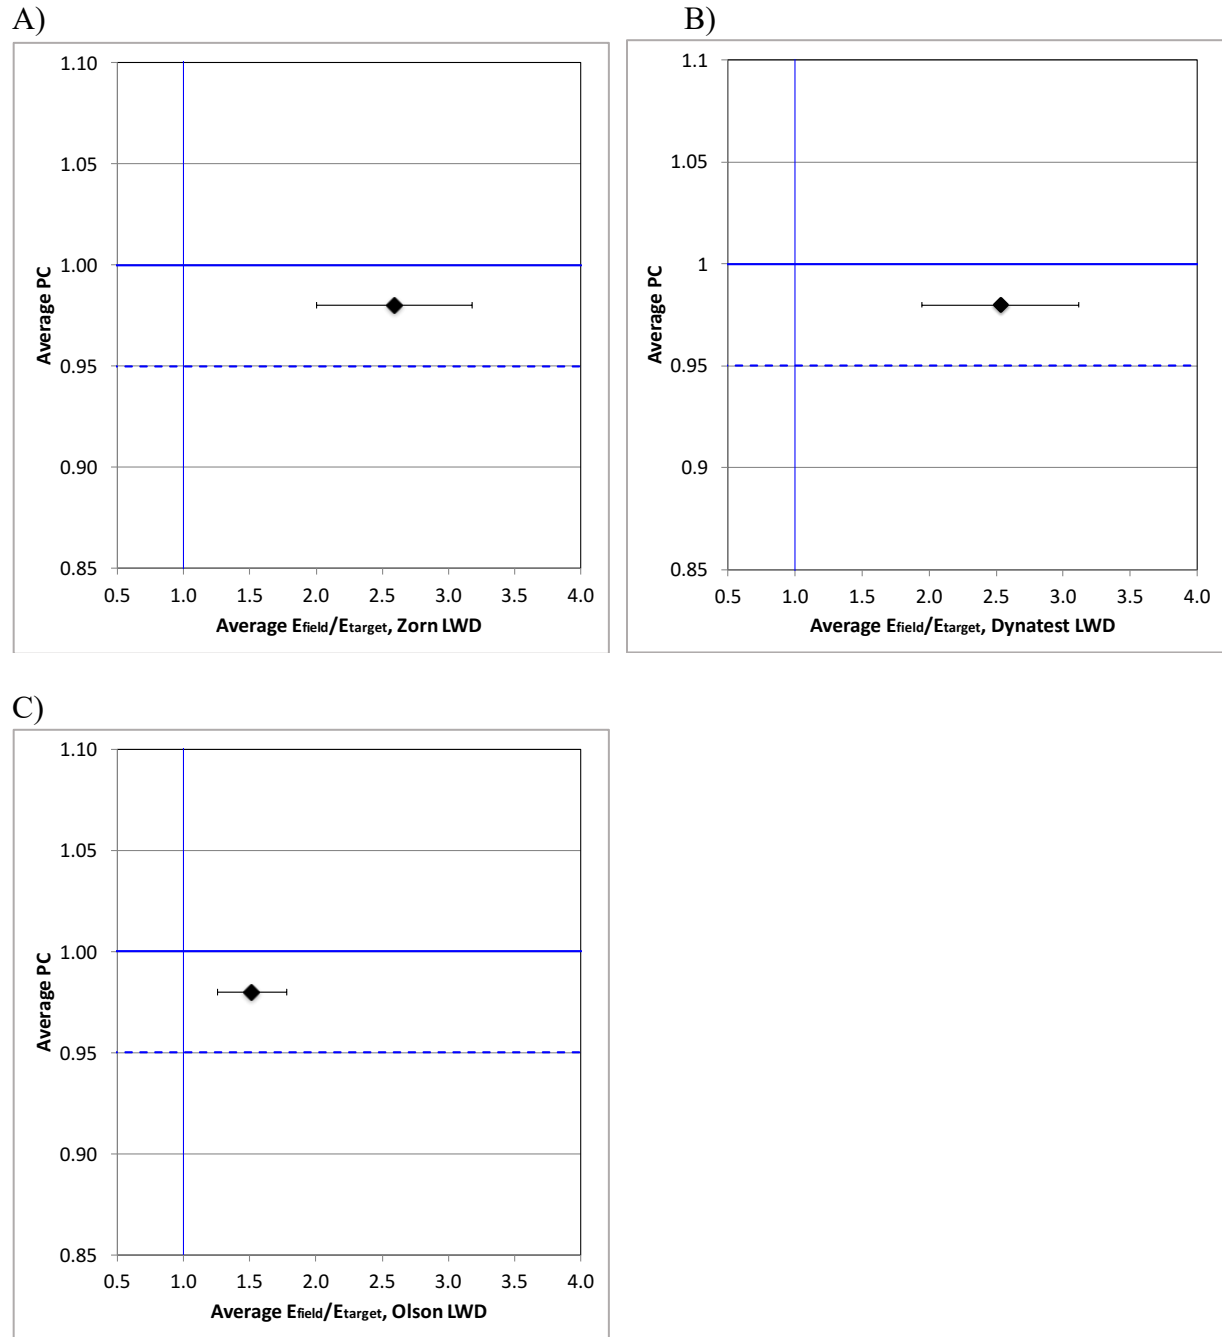 A)
B)
1.10
1.05
1.00
0.95
0.90
0.85
Average PC
0.5 1.0 1.5 2.0 2.5 3.0 3.5 4.0
Average Efield/Etarget, Zorn LWD
1.1
1.05
1
0.95
0.9
0.85
Average PC
0.5 1.0 1.5 2.0 2.5 3.0 3.5 4.0
Average Efield/Etarget, Dynatest LWD
C)
1.10
1.05
1.00
0.95
0.90
0.85
Average PC
0.5 1.0 1.5 2.0 2.5 3.0 3.5 4.0
Average Efield/Etarget, Olson LWD